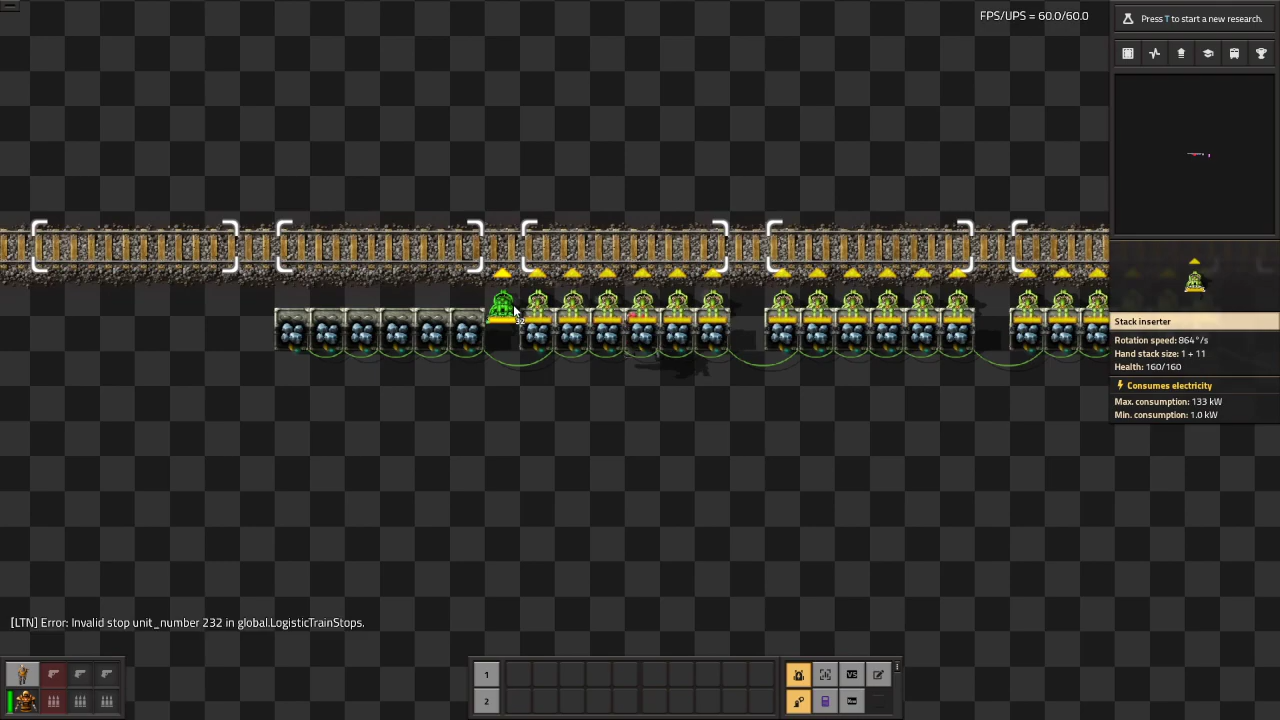 FPS/UPS = 60.0/60.0
Press T to start a new research.
Stack inserter
Rotation speed: 864°/s
Hand stack size: 1 + 11
Health: 160/160
Consumes electricity
Max. consumption: 133 kW
Min. consumption: 1.0 kW
32
[LTN] Error: Invalid stop unit_number 232 in global.LogisticTrainStops.
1
VS
2